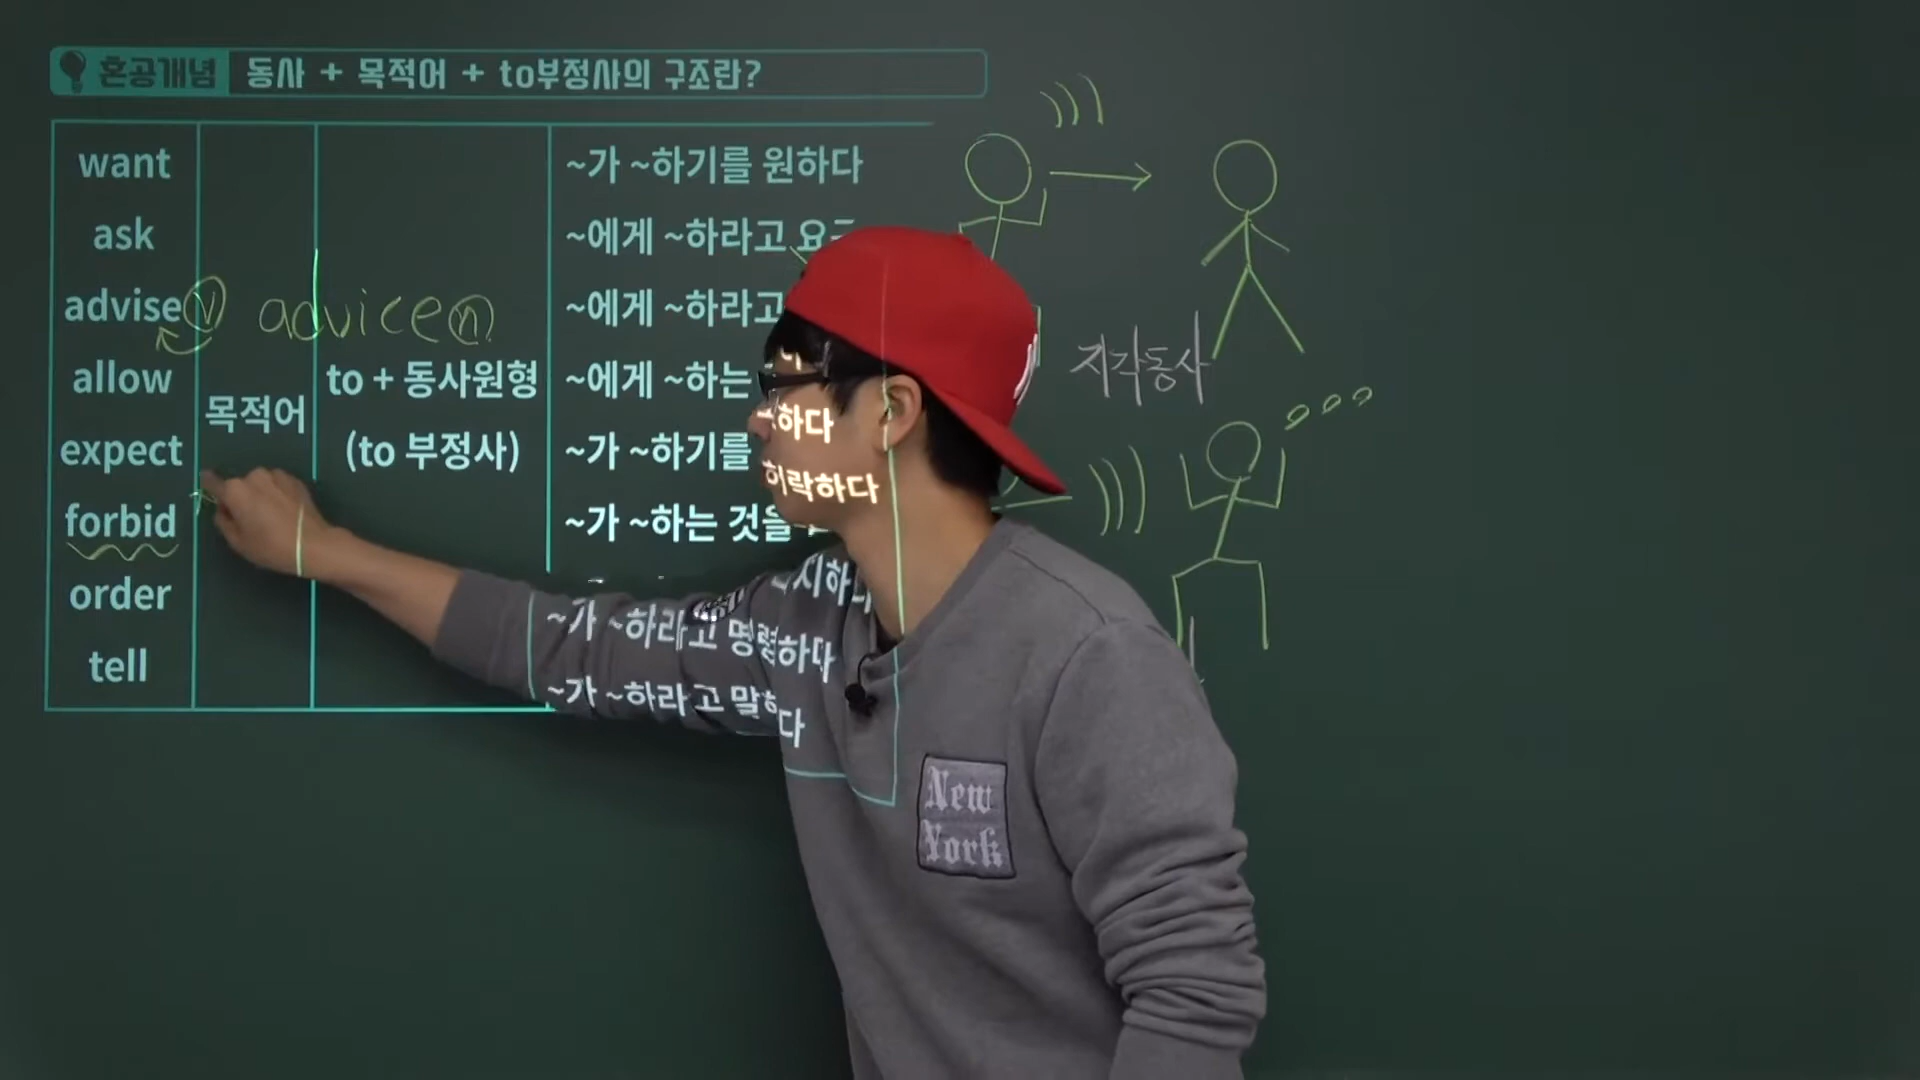 혼공개념 동사 + 목적어 + to부정사의 구조란?
want ~가 ~하기를 원하다
ask ~에게 ~하라고
advise v advice n ~에게 ~하라고
allow to + 동사원형 ~에게 ~하는
목적어
expect (to 부정사) ~가 ~하기를
forbid ~가 ~하는 것을
order ~가 ~하라고 명령하다
tell ~가 ~하라고 말하다
하다
허락하다
지각동사
New
York